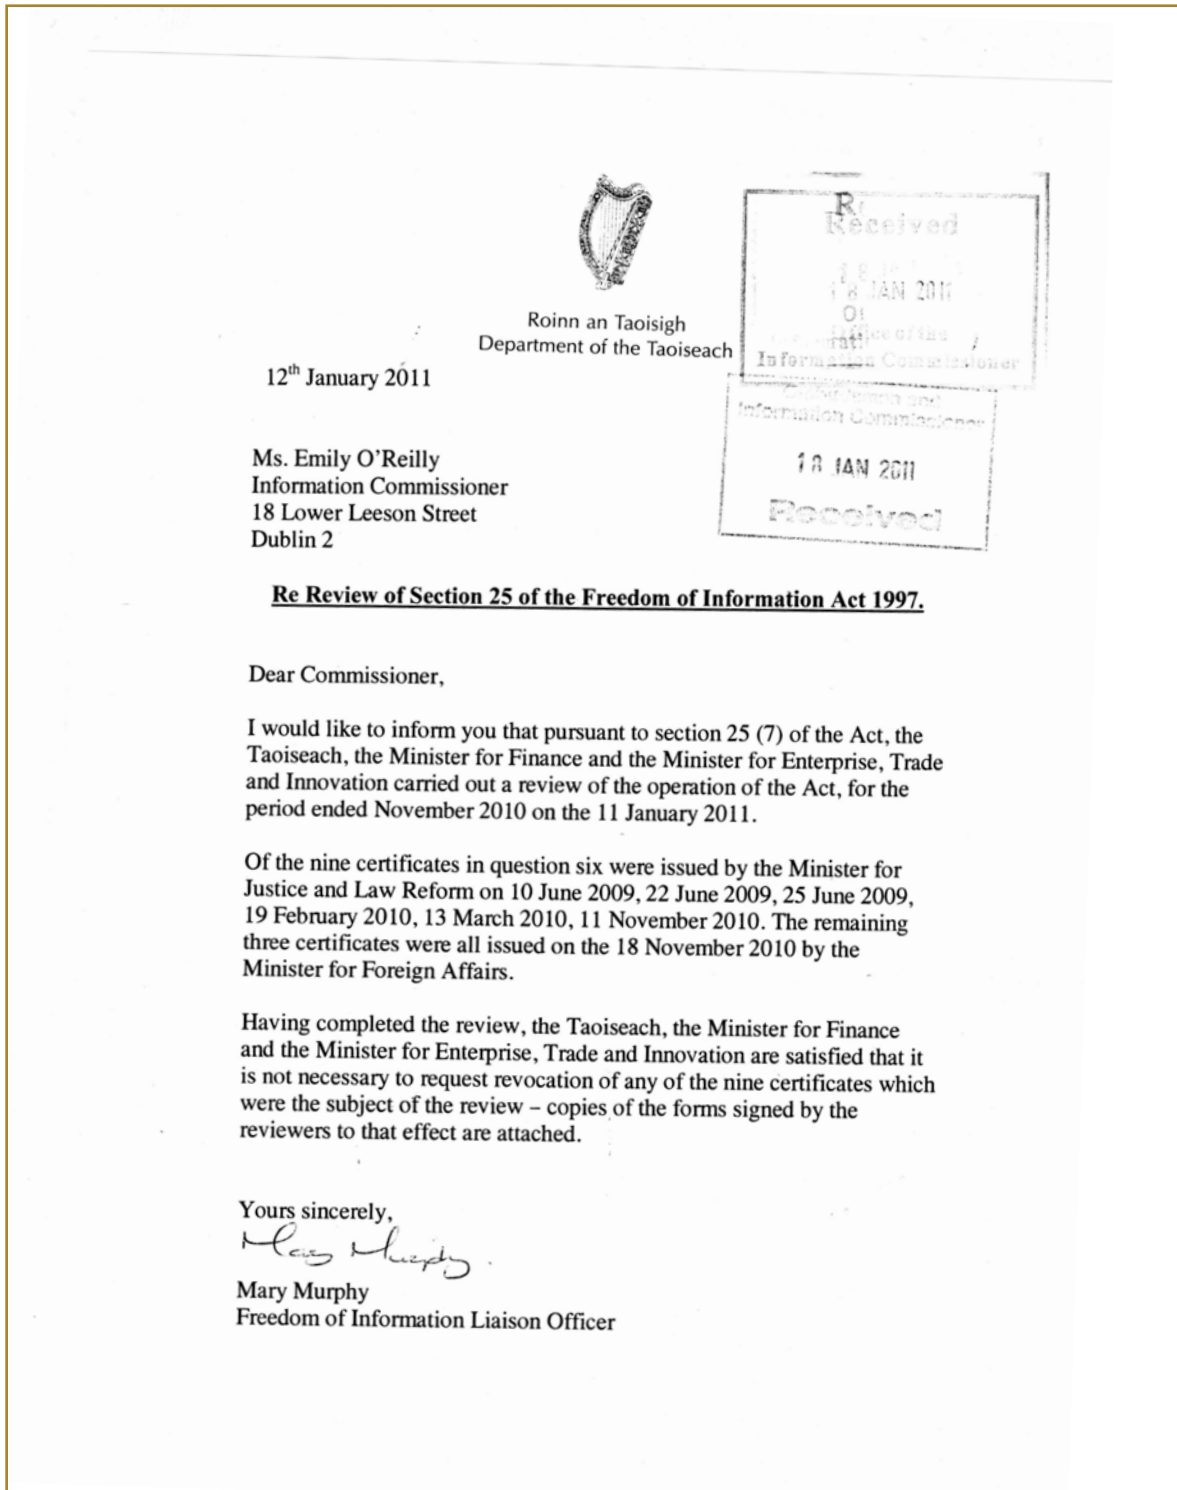 Roinn an Taoisigh
Department of the Taoiseach
Received
18 JAN 2011
Office of the
Information Commissioner
Ombudsman and
Information Commissioner
18 JAN 2011
Received
12th January 2011
Ms. Emily O'Reilly
Information Commissioner
18 Lower Leeson Street
Dublin 2
Re Review of Section 25 of the Freedom of Information Act 1997.
Dear Commissioner,
I would like to inform you that pursuant to section 25 (7) of the Act, the
Taoiseach, the Minister for Finance and the Minister for Enterprise, Trade
and Innovation carried out a review of the operation of the Act, for the
period ended November 2010 on the 11 January 2011.
Of the nine certificates in question six were issued by the Minister for
Justice and Law Reform on 10 June 2009, 22 June 2009, 25 June 2009,
19 February 2010, 13 March 2010, 11 November 2010. The remaining
three certificates were all issued on the 18 November 2010 by the
Minister for Foreign Affairs.
Having completed the review, the Taoiseach, the Minister for Finance
and the Minister for Enterprise, Trade and Innovation are satisfied that it
is not necessary to request revocation of any of the nine certificates which
were the subject of the review – copies of the forms signed by the
reviewers to that effect are attached.
Yours sincerely,
Mary Murphy
Mary Murphy
Freedom of Information Liaison Officer